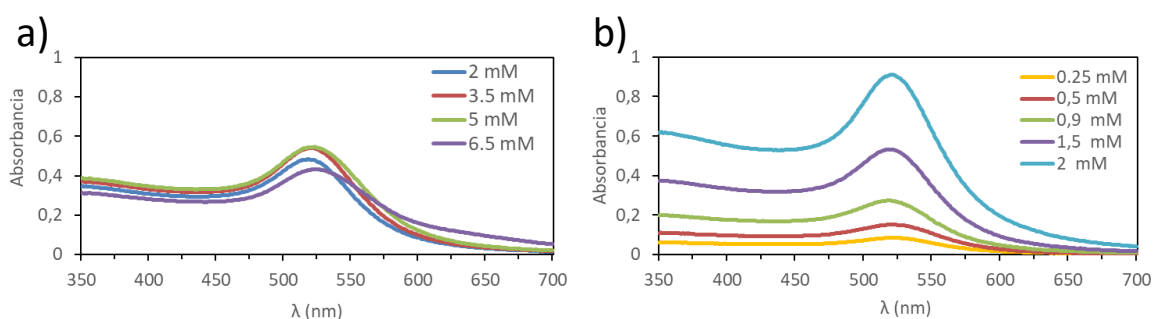 a)
1
0,8
0,6
0,4
0,2
0
Absorbancia
350 400 450 500 550 600 650 700
λ (nm)
2 mM
3.5 mM
5 mM
6.5 mM
b)
1
0,8
0,6
0,4
0,2
0
Absorbancia
350 400 450 500 550 600 650 700
λ (nm)
0.25 mM
0,5 mM
0,9 mM
1,5 mM
2 mM